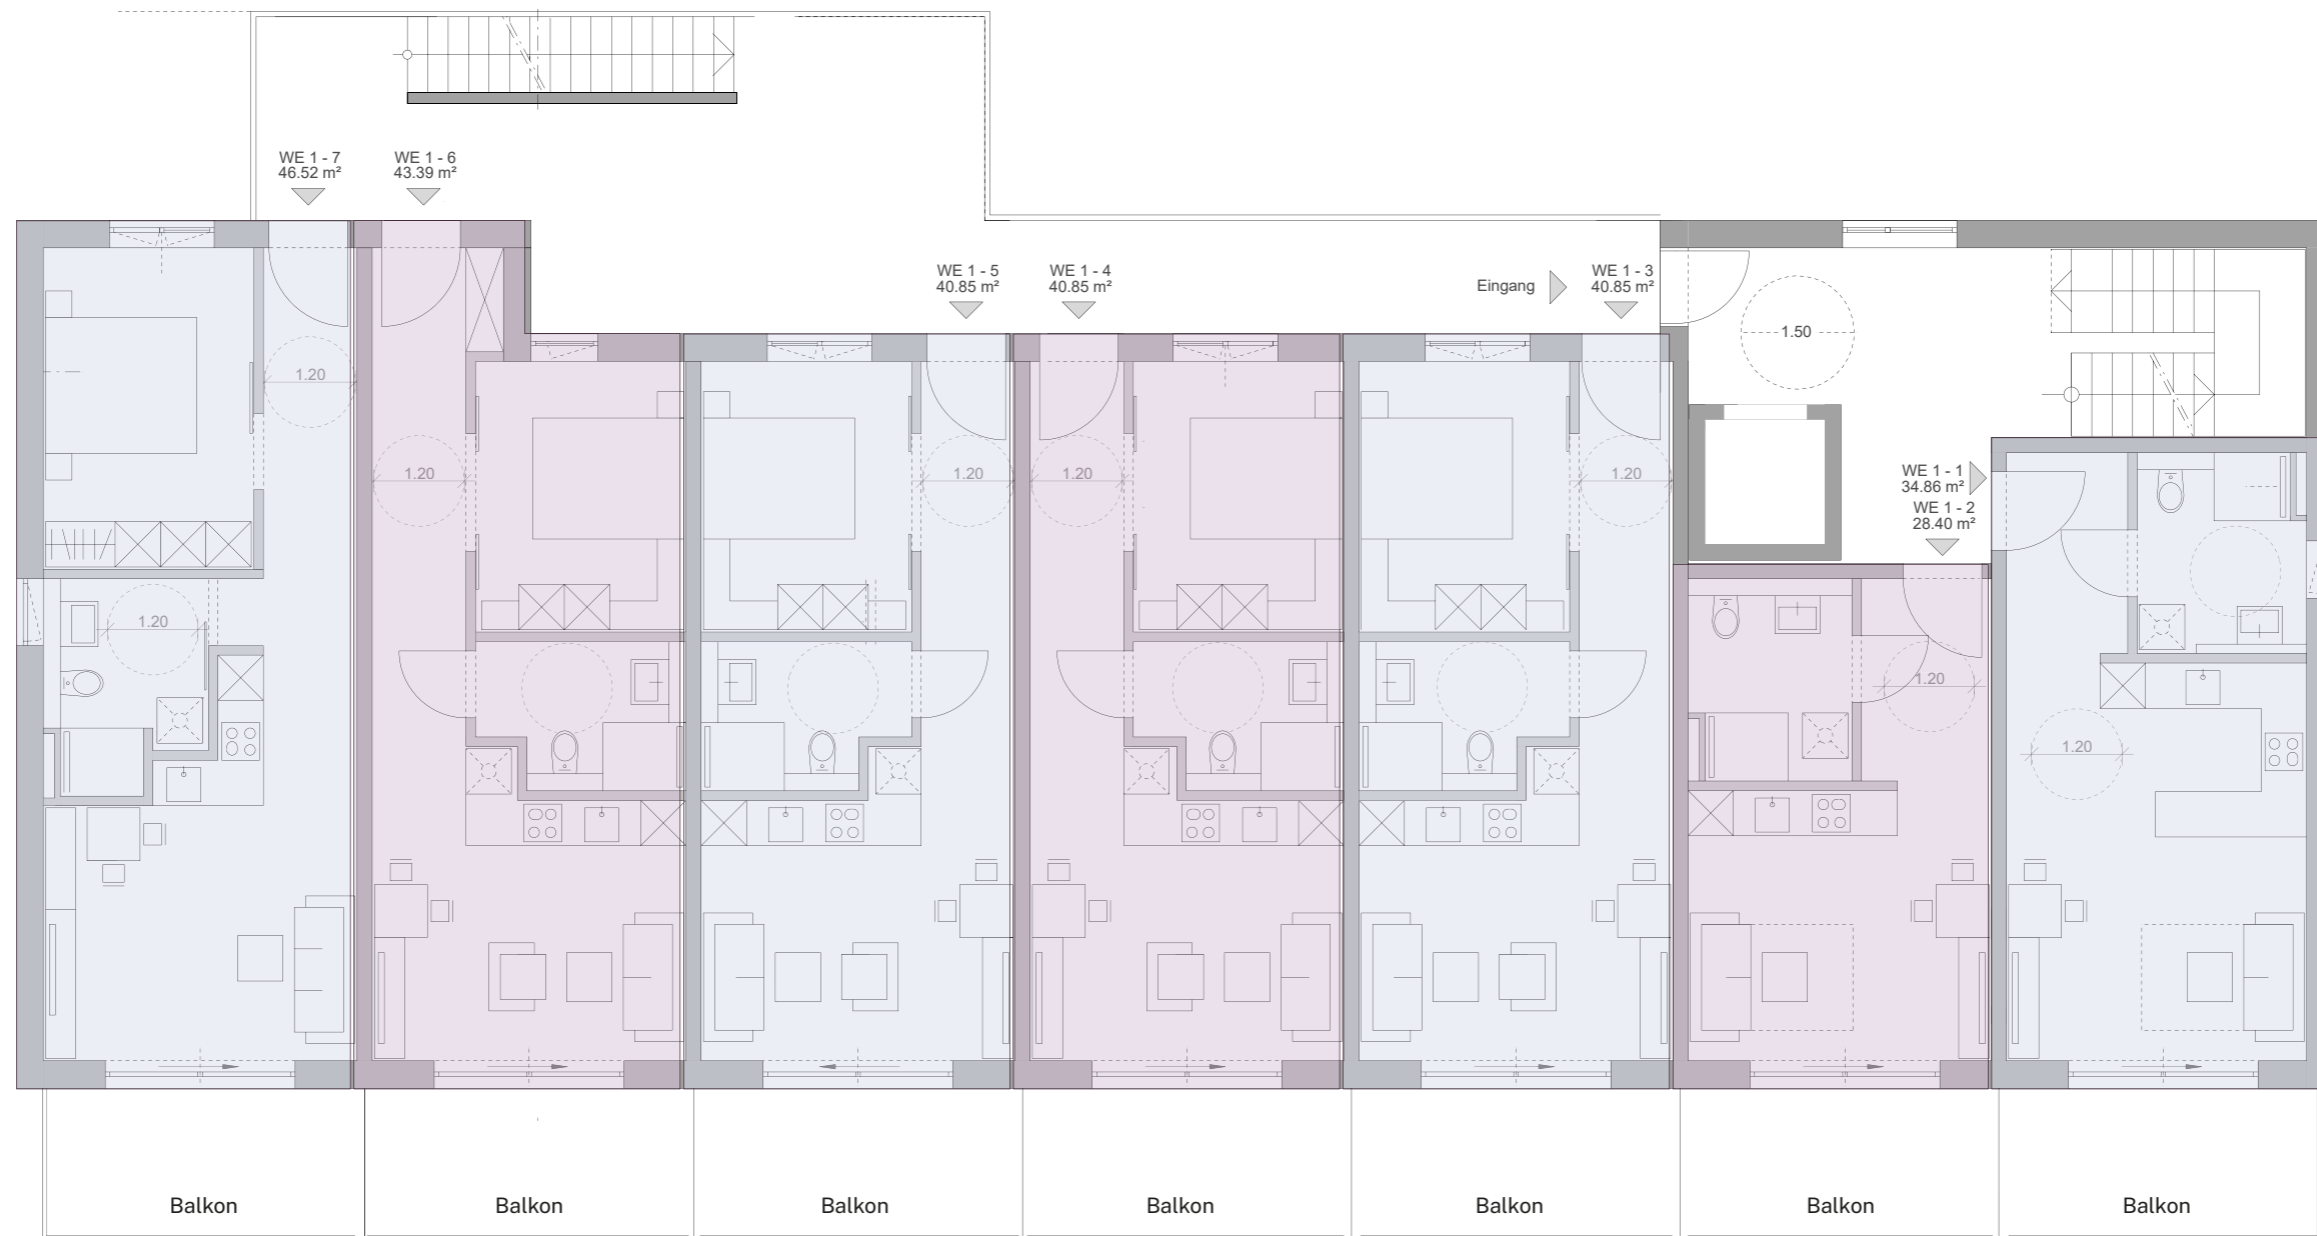 WE 1 - 7
46.52 m²
WE 1 - 6
43.39 m²
WE 1 - 5
40.85 m²
WE 1 - 4
40.85 m²
Eingang
WE 1 - 3
40.85 m²
1.50
1.20
1.20
1.20
1.20
1.20
WE 1 - 1
34.86 m²
WE 1 - 2
28.40 m²
1.20
1.20
1.20
Balkon
Balkon
Balkon
Balkon
Balkon
Balkon
Balkon